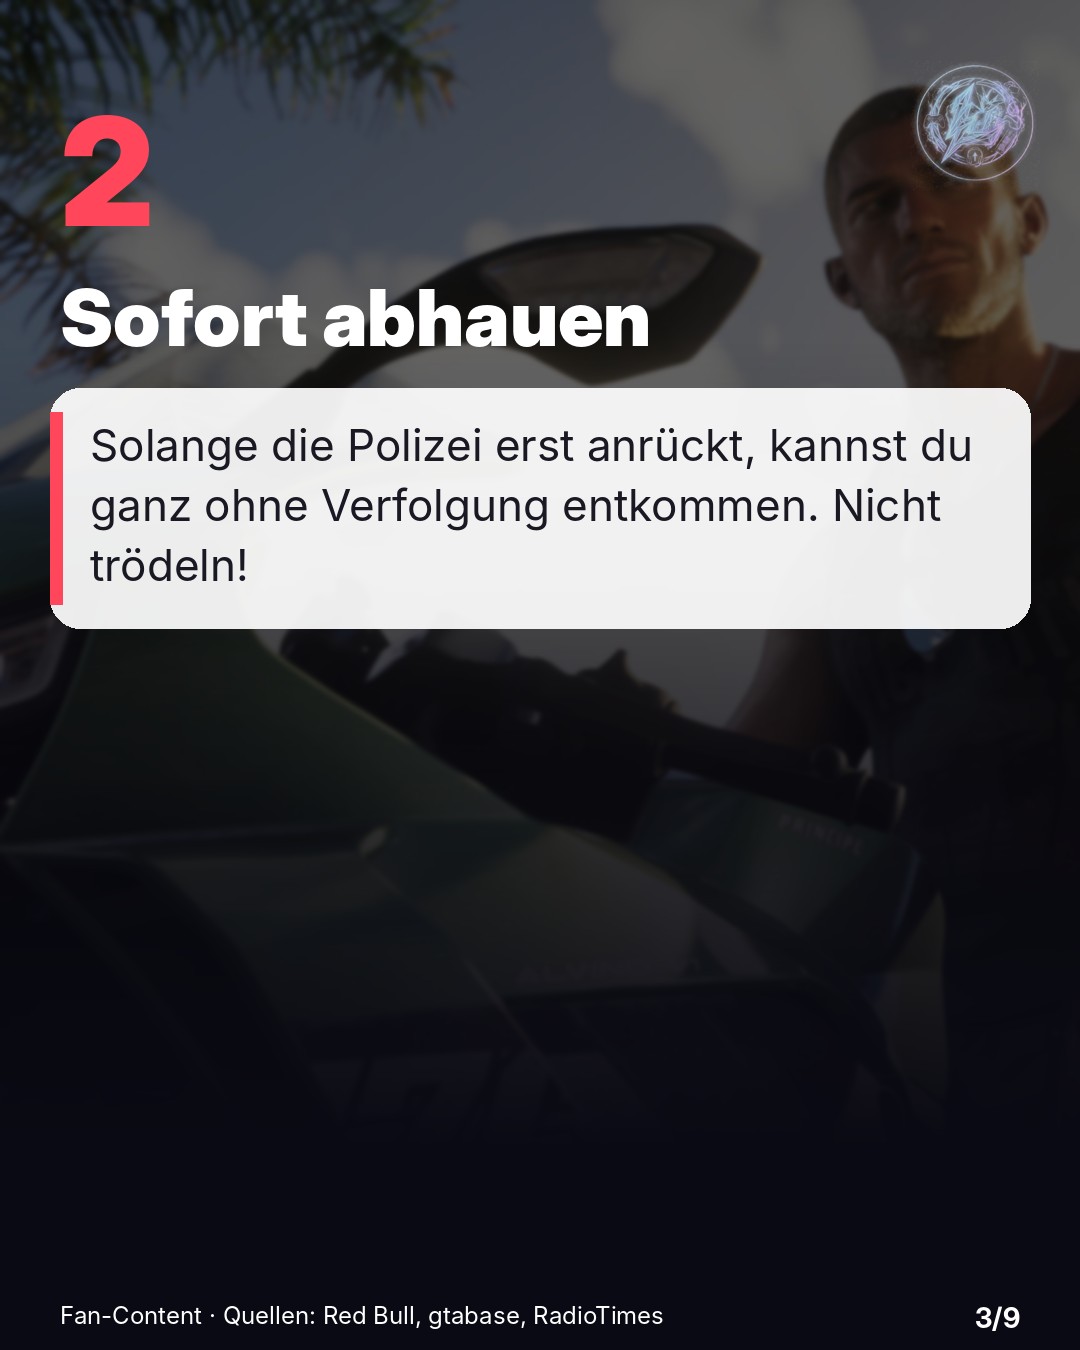 2
Sofort abhauen
Solange die Polizei erst anrückt, kannst du
ganz ohne Verfolgung entkommen. Nicht
trödeln!
Fan-Content · Quellen: Red Bull, gtabase, RadioTimes
3/9